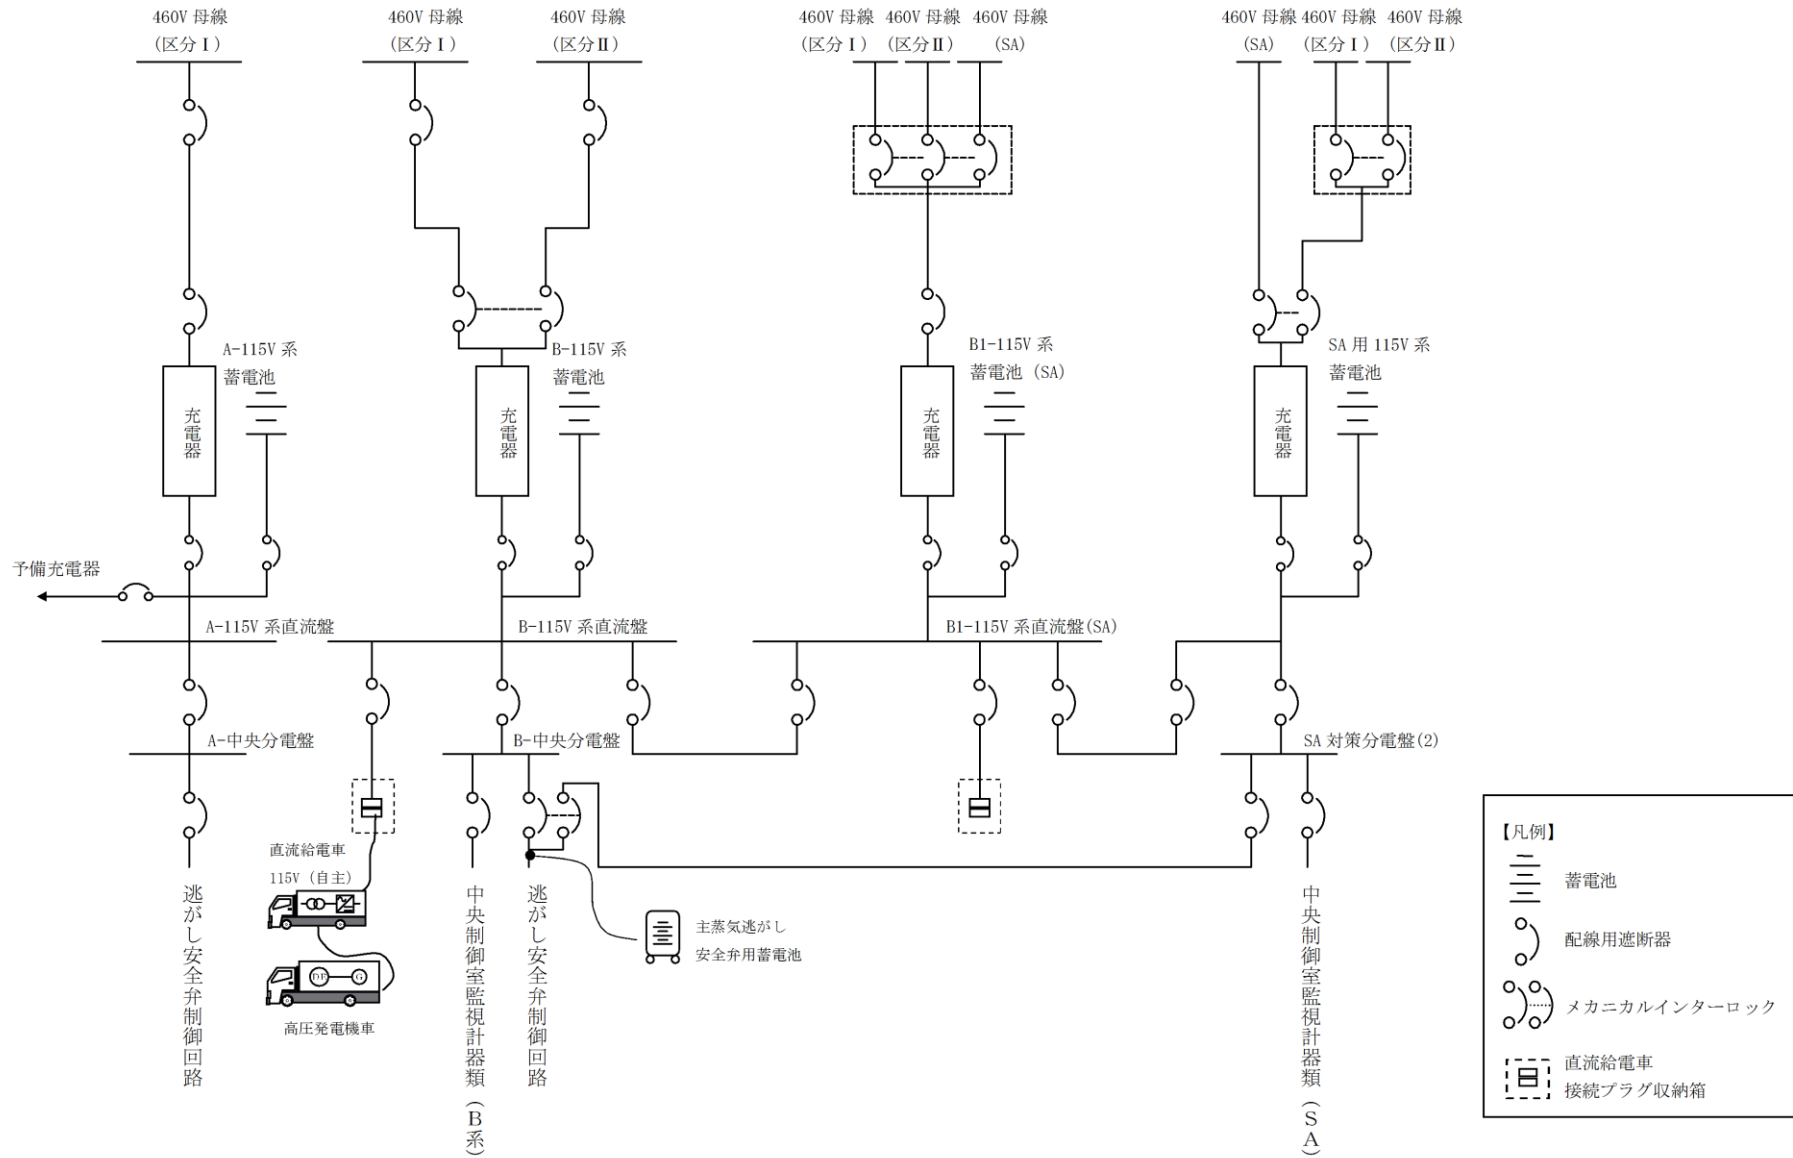 460V 母線
(区分Ⅰ)
460V 母線
(区分Ⅰ)
460V 母線
(区分Ⅱ)
460V 母線
(区分Ⅰ)
460V 母線
(区分Ⅱ)
460V 母線
(SA)
460V 母線
(SA)
460V 母線
(区分Ⅰ)
460V 母線
(区分Ⅱ)
A-115V 系
蓄電池
充電器
B-115V 系
蓄電池
充電器
B1-115V 系
蓄電池 (SA)
充電器
SA 用 115V 系
蓄電池
充電器
予備充電器
A-115V 系直流盤
B-115V 系直流盤
B1-115V 系直流盤(SA)
A-中央分電盤
B-中央分電盤
SA 対策分電盤(2)
直流給電車
115V (自主)
DE
G
高圧発電機車
主蒸気逃がし
安全弁用蓄電池
逃がし安全弁制御回路
中央制御室監視計器類(B系)
逃がし安全弁制御回路
中央制御室監視計器類(SA)
【凡例】
蓄電池
配線用遮断器
メカニカルインターロック
直流給電車
接続プラグ収納箱